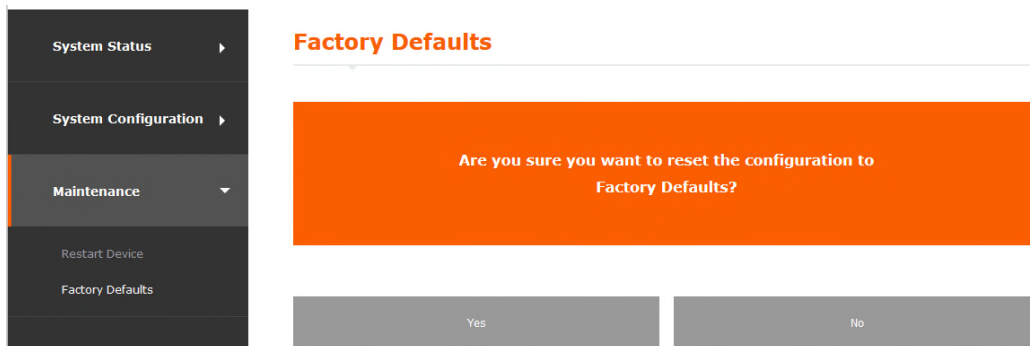 System Status
System Configuration
Maintenance
Restart Device
Factory Defaults
Factory Defaults
Are you sure you want to reset the configuration to
Factory Defaults?
Yes
No